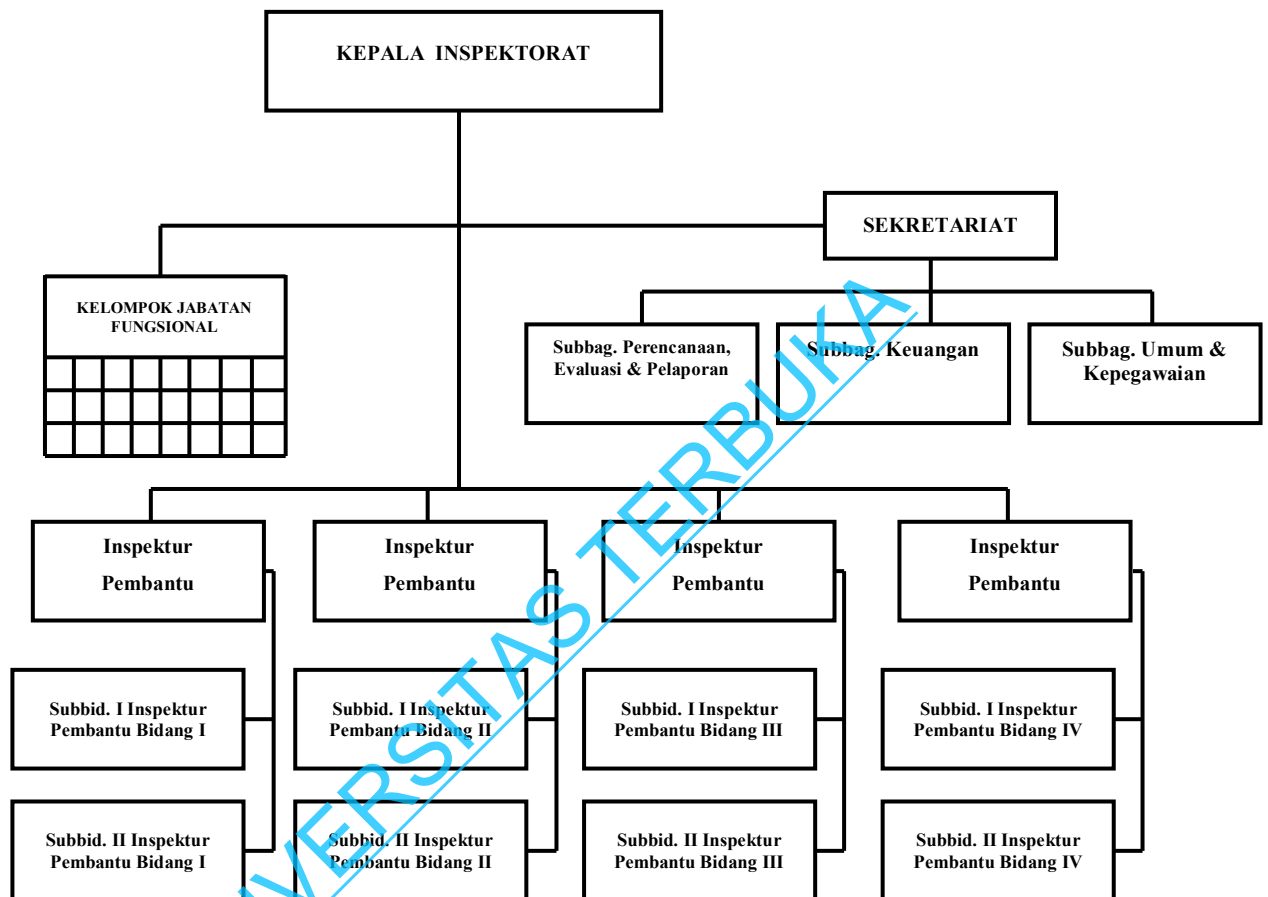 KEPALA INSPEKTORAT
SEKRETARIAT
KELOMPOK JABATAN
FUNGSIONAL
Subbag. Perencanaan,
Evaluasi & Pelaporan
Subbag. Keuangan
Subbag. Umum &
Kepegawaian
Inspektur
Pembantu
Inspektur
Pembantu
Inspektur
Pembantu
Inspektur
Pembantu
Subbid. I Inspektur
Pembantu Bidang I
Subbid. I Inspektur
Pembantu Bidang II
Subbid. I Inspektur
Pembantu Bidang III
Subbid. I Inspektur
Pembantu Bidang IV
Subbid. II Inspektur
Pembantu Bidang I
Subbid. II Inspektur
Pembantu Bidang II
Subbid. II Inspektur
Pembantu Bidang III
Subbid. II Inspektur
Pembantu Bidang IV
IVERSITAS TERBUKA